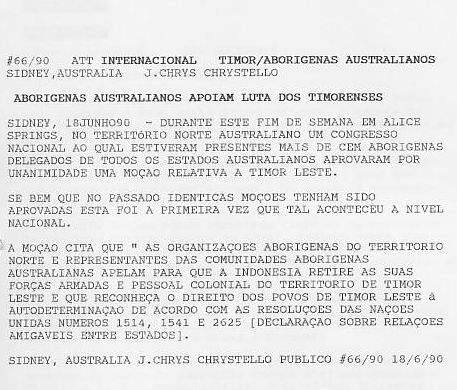 #66/90 ATT INTERNACIONAL TIMOR/ABORIGENAS AUSTRALIANOS
SIDNEY,AUSTRALIA J.CHRYS CHRYSTELLO
ABORIGENAS AUSTRALIANOS APOIAM LUTA DOS TIMORENSES
SIDNEY, 18JUNHO90 - DURANTE ESTE FIM DE SEMANA EM ALICE
SPRINGS, NO TERRITÓRIO NORTE AUSTRALIANO UM CONGRESSO
NACIONAL AO QUAL ESTIVERAM PRESENTES MAIS DE CEM ABORIGENAS
DELEGADOS DE TODOS OS ESTADOS AUSTRALIANOS APROVARAM POR
UNANIMIDADE UMA MOÇAO RELATIVA A TIMOR LESTE.
SE BEM QUE NO PASSADO IDENTICAS MOÇOES TENHAM SIDO
APROVADAS ESTA FOI A PRIMEIRA VEZ QUE TAL ACONTECEU A NIVEL
NACIONAL.
A MOÇAO CITA QUE " AS ORGANIZAÇOES ABORIGENAS DO TERRITORIO
NORTE E REPRESENTANTES DAS COMUNIDADES ABORIGENAS
AUSTRALIANAS APELAM PARA QUE A INDONESIA RETIRE AS SUAS
FORÇAS ARMADAS E PESSOAL COLONIAL DO TERRITORIO DE TIMOR
LESTE E QUE RECONHEÇA O DIREITO DOS POVOS DE TIMOR LESTE à
AUTODETERMINAÇAO DE ACORDO COM AS RESOLUÇOES DAS NAÇOES
UNIDAS NUMEROS 1514, 1541 E 2625 [DECLARAÇAO SOBRE RELAÇOES
AMIGAVEIS ENTRE ESTADOS].
SIDNEY, AUSTRALIA J.CHRYS CHRYSTELLO PUBLICO #66/90 18/6/90